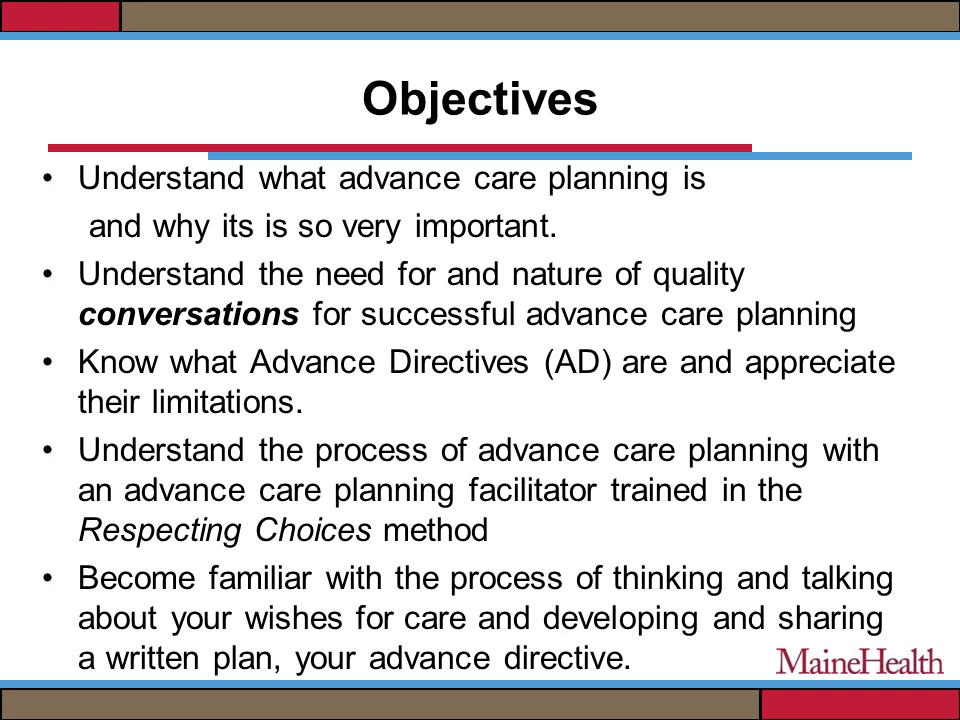 Objectives
• Understand what advance care planning is
and why its is so very important.
• Understand the need for and nature of quality
conversations for successful advance care planning
• Know what Advance Directives (AD) are and appreciate
their limitations.
• Understand the process of advance care planning with
an advance care planning facilitator trained in the
Respecting Choices method
• Become familiar with the process of thinking and talking
about your wishes for care and developing and sharing
a written plan, your advance directive.
MaineHealth